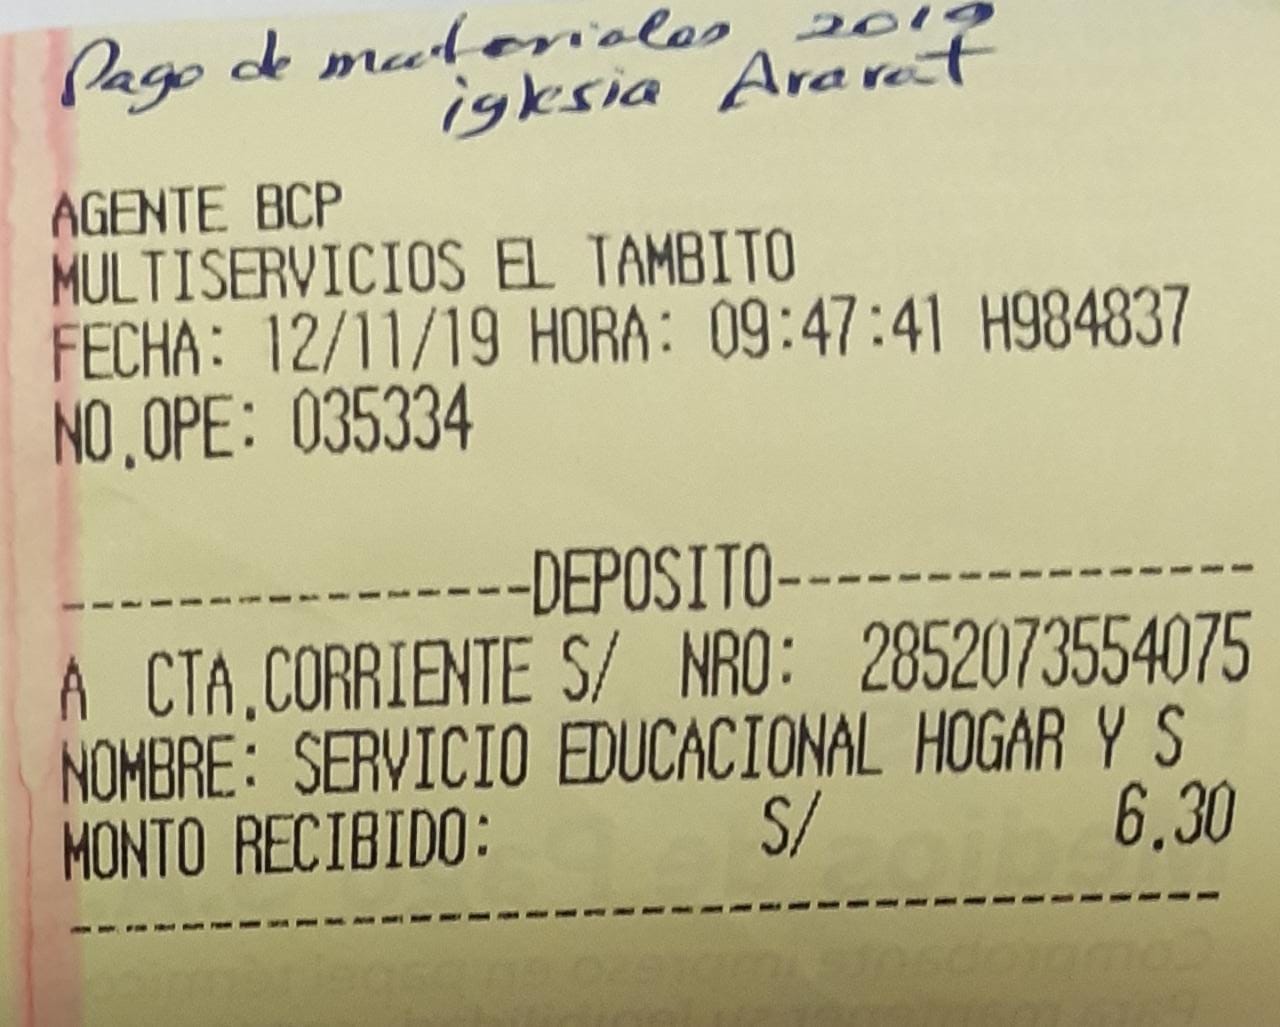 Pago de materiales 2019
iglesia Ararat
AGENTE BCP
MULTISERVICIOS EL TAMBITO
FECHA: 12/11/19 HORA: 09:47:41 H984837
NO.OPE: 035334
----------------DEPOSITO----------------
A CTA.CORRIENTE S/ NRO: 2852073554075
NOMBRE: SERVICIO EDUCACIONAL HOGAR Y S
MONTO RECIBIDO: S/ 6.30
----------------------------------------